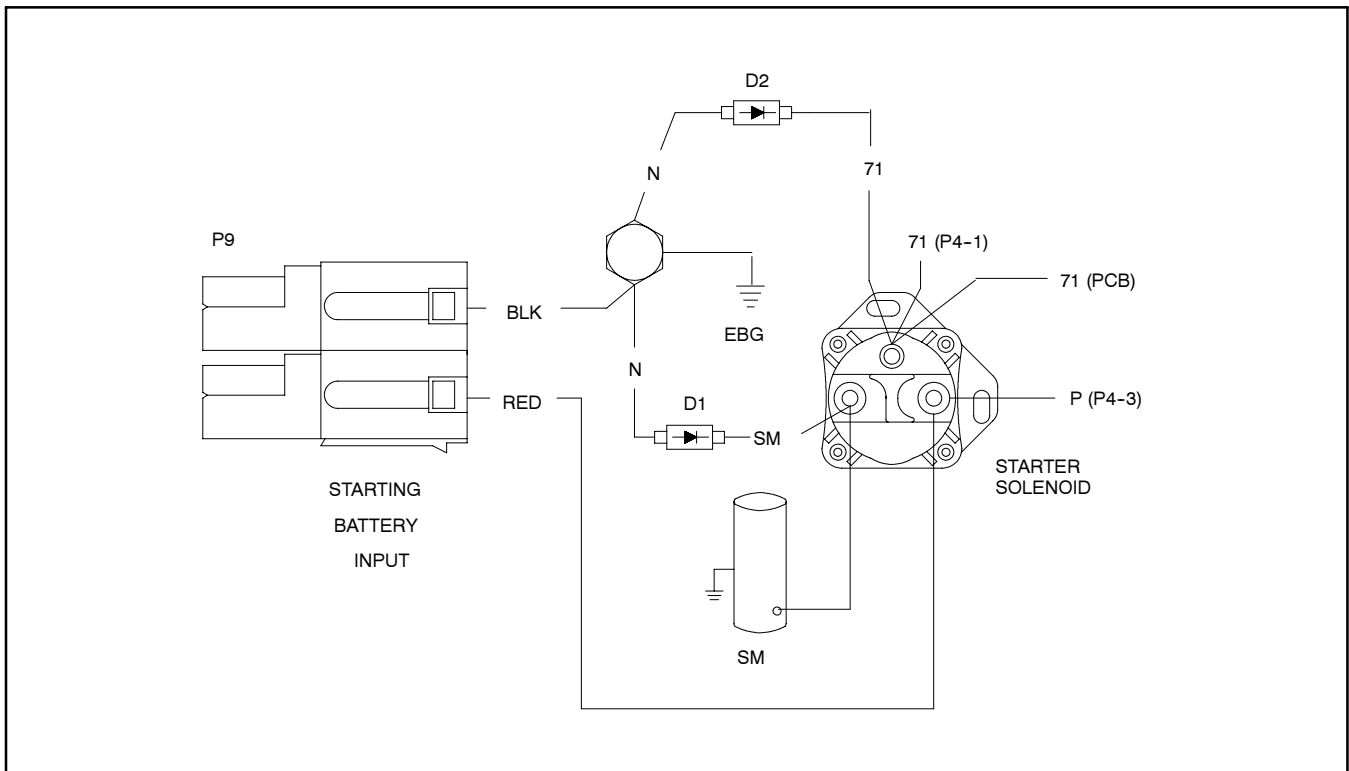 D2
N
71
P9
71 (P4-1)
71 (PCB)
BLK
EBG
N
RED
D1
P (P4-3)
SM
STARTER
SOLENOID
STARTING
BATTERY
INPUT
SM